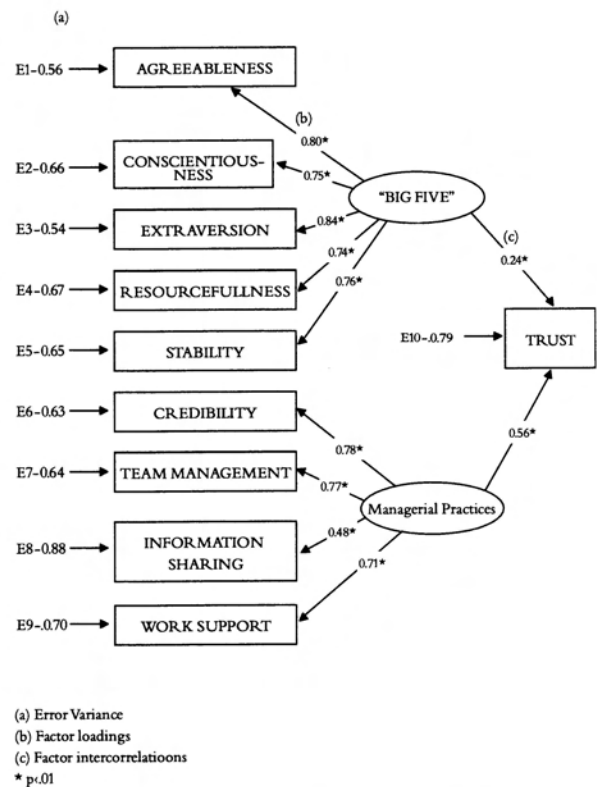 (a)
E1-0.56
AGREEABLENESS
(b)
0.80*
E2-0.66
CONSCIENTIOUS-
NESS
0.75*
"BIG FIVE"
E3-0.54
EXTRAVERSION
0.84*
(c)
0.24*
E4-0.67
RESOURCEFULLNESS
0.74*
0.76*
E5-0.65
STABILITY
E10-.0.79
TRUST
E6-0.63
CREDIBILITY
0.78*
0.56*
E7-0.64
TEAM MANAGEMENT
0.77*
Managerial Practices
E8-0.88
INFORMATION
SHARING
0.48*
0.71*
E9-.0.70
WORK SUPPORT
(a) Error Variance
(b) Factor loadings
(c) Factor intercorrelatioons
* p<.01